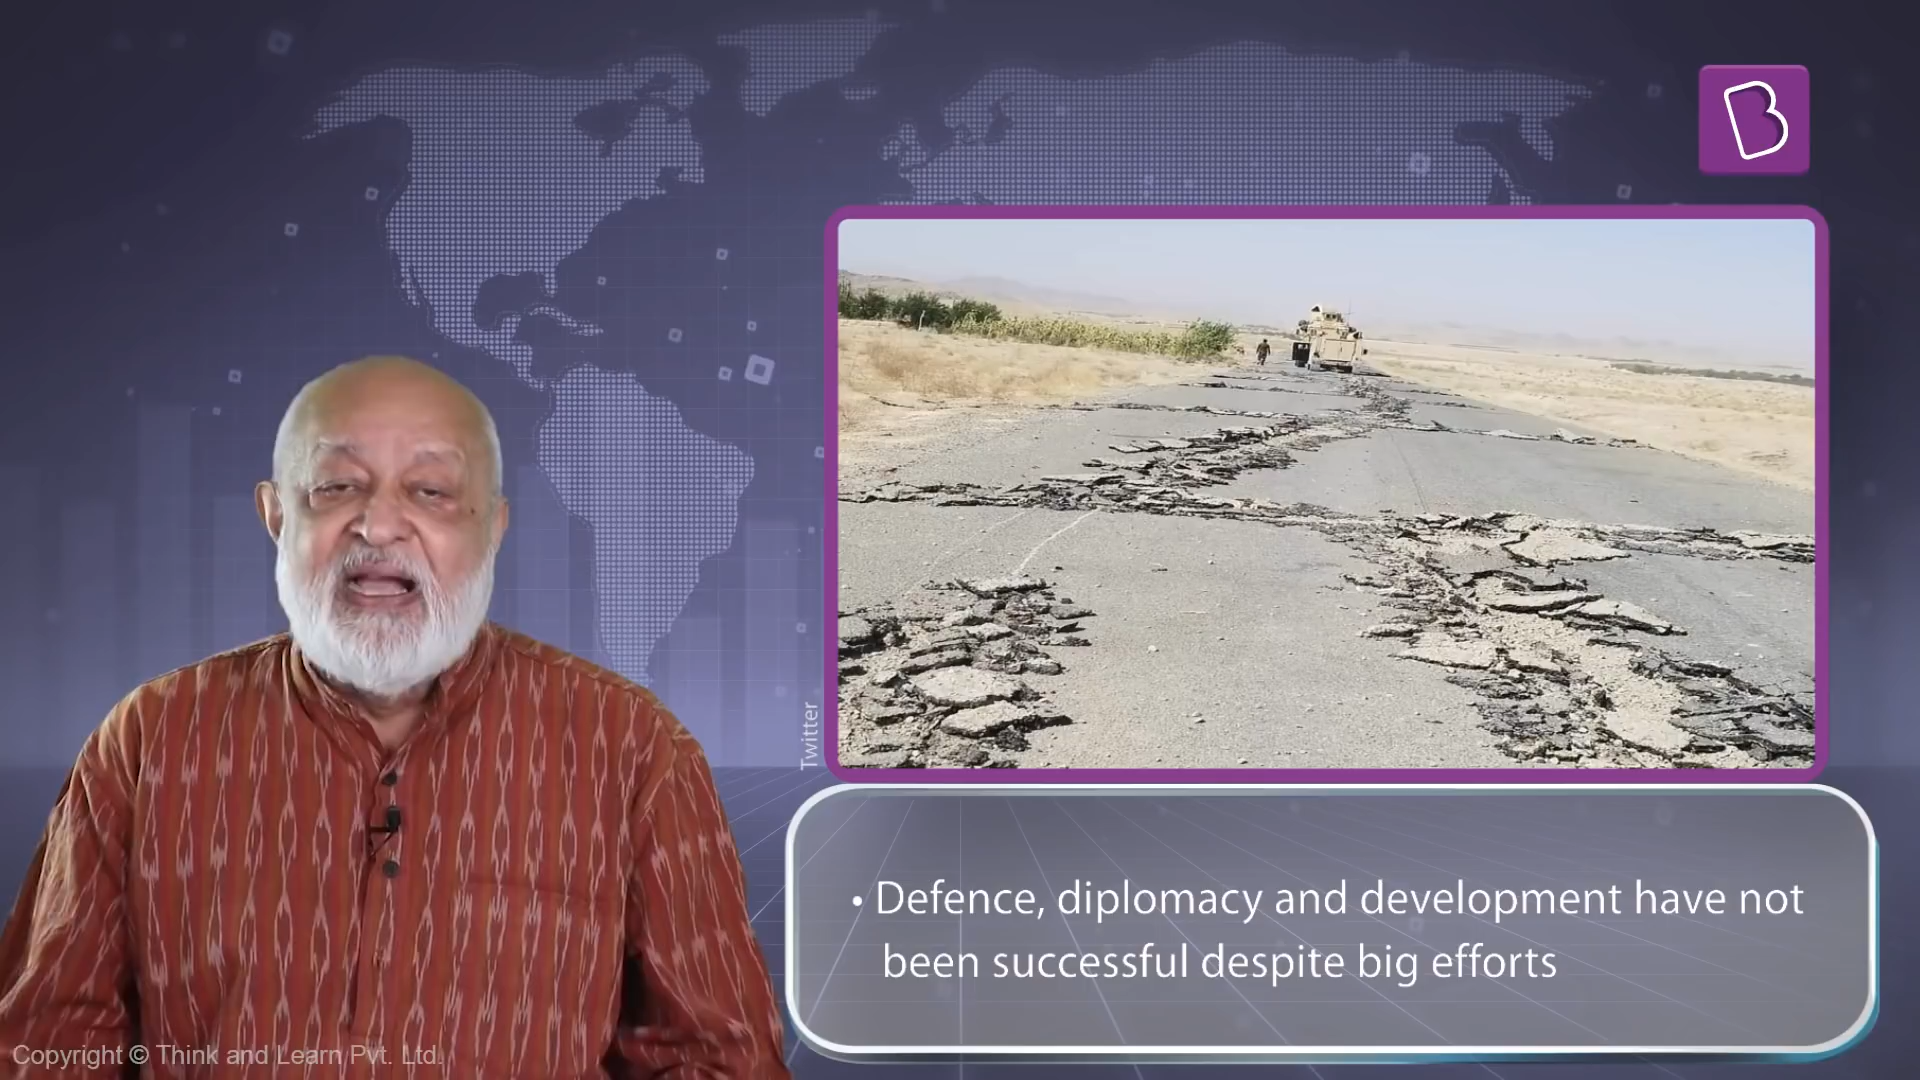 B
Twitter
• Defence, diplomacy and development have not
been successful despite big efforts
Copyright © Think and Learn Pvt. Ltd.